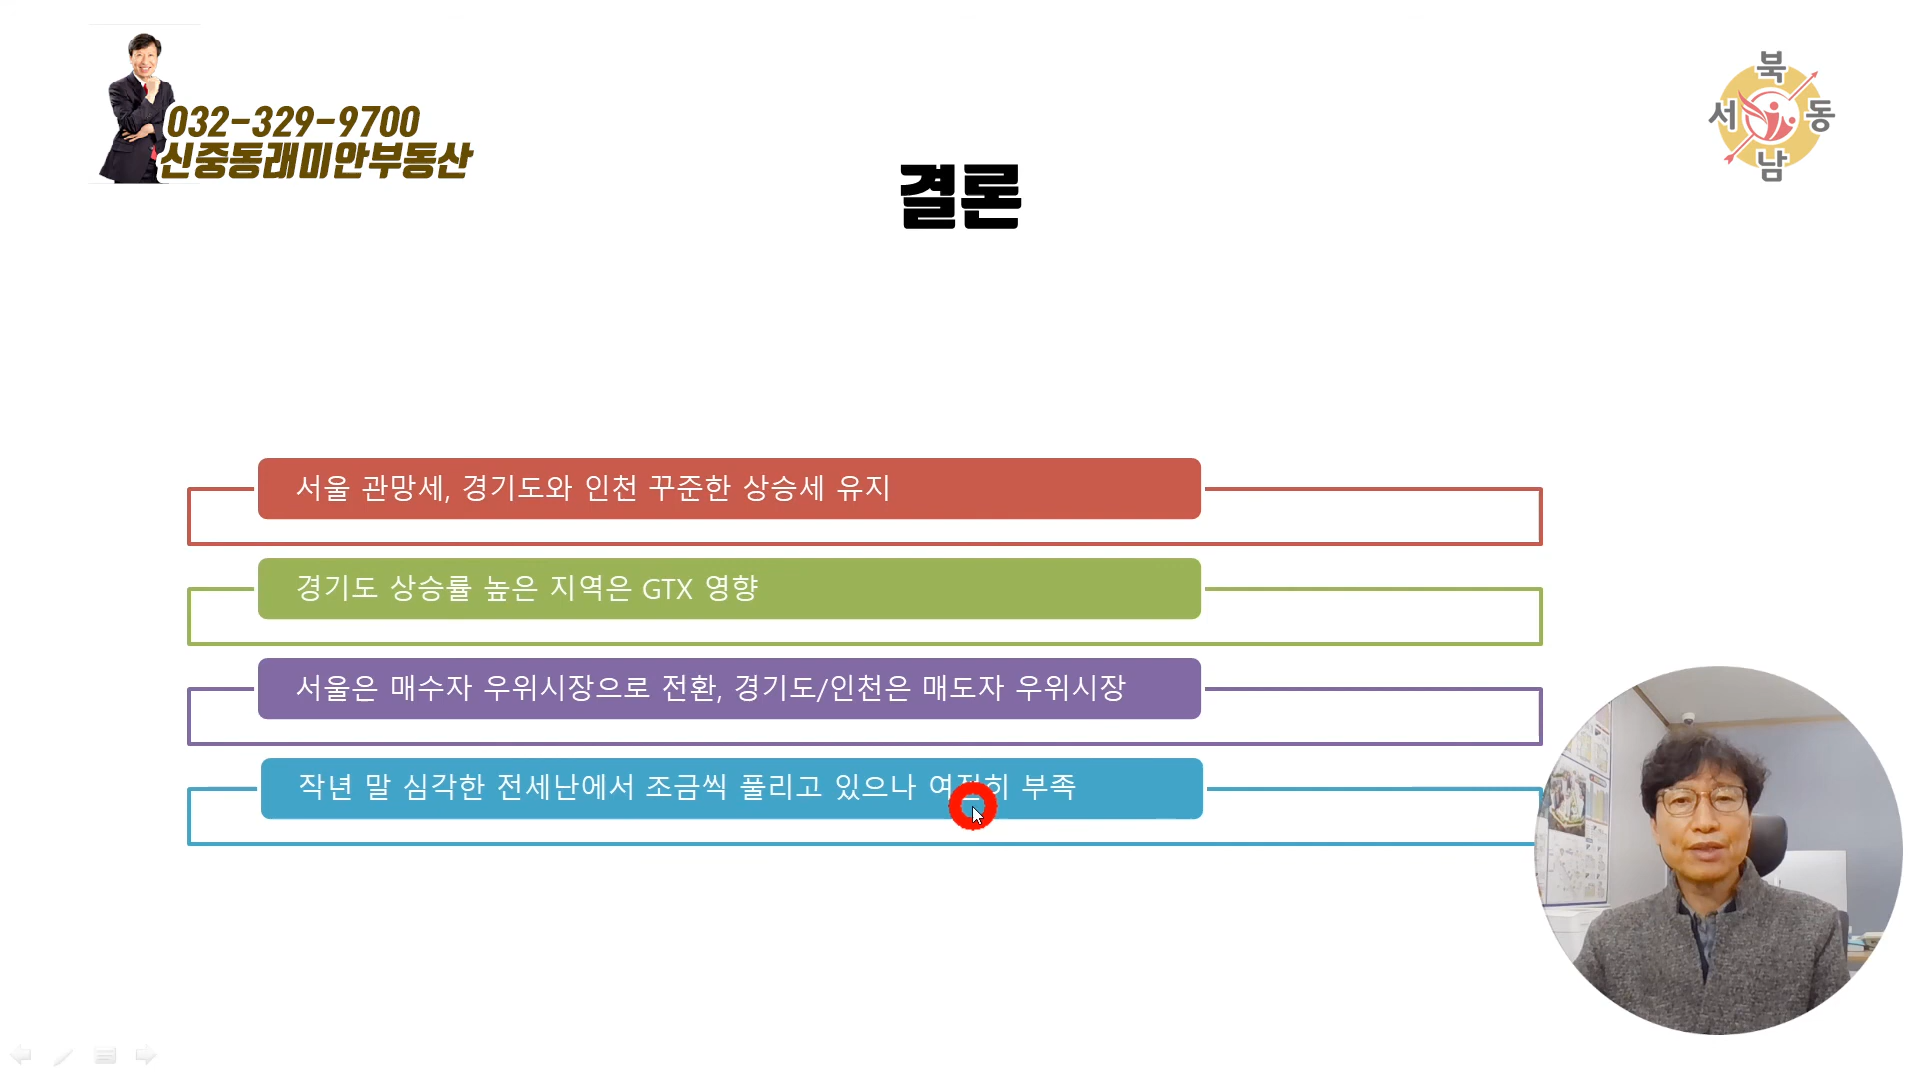 032-329-9700
신중동래미안부동산
북
서 동
남
결론
서울 관망세, 경기도와 인천 꾸준한 상승세 유지
경기도 상승률 높은 지역은 GTX 영향
서울은 매수자 우위시장으로 전환, 경기도/인천은 매도자 우위시장
작년 말 심각한 전세난에서 조금씩 풀리고 있으나 여전히 부족